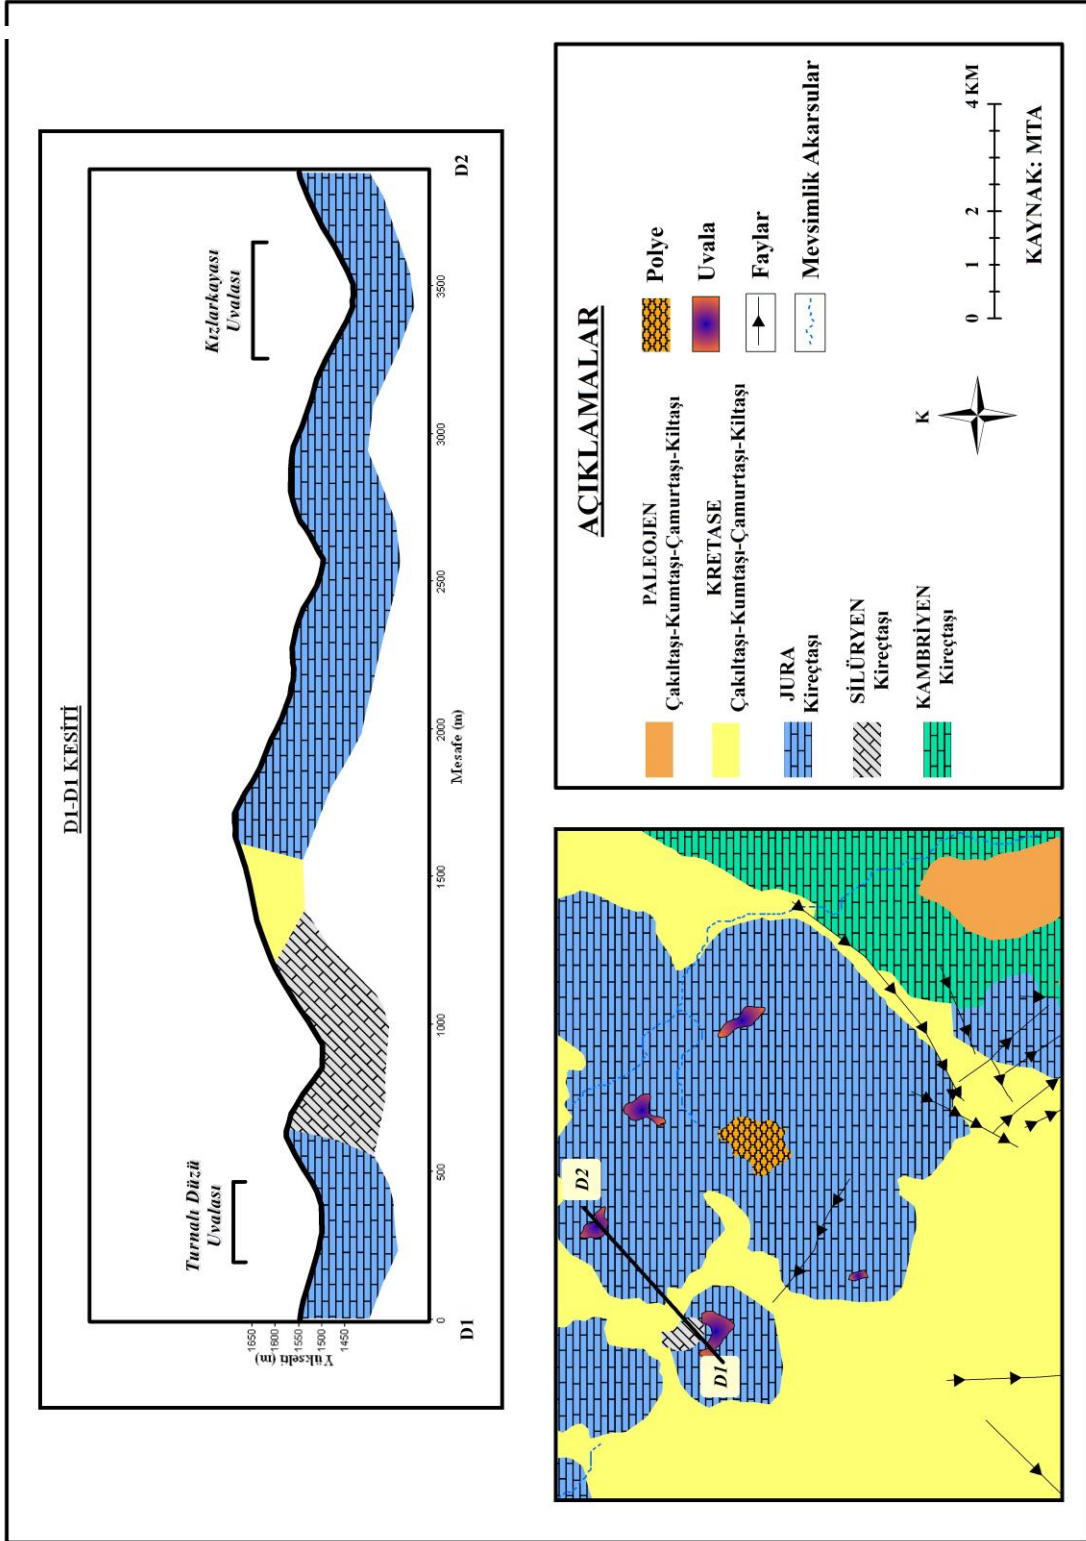 D1-D1 KESİTİ
Turnalı Düzü
Uvalası
Kızlarkayası
Uvalası
Yükselti (m)
1650
1600
1550
1500
1450
0
500
1000
1500
2000
2500
3000
3500
Mesafe (m)
D1
D2
D1
D2
AÇIKLAMALAR
PALEOJEN
Çakıltaşı-Kumtaşı-Çamurtaşı-Kiltaşı
KRETASE
Çakıltaşı-Kumtaşı-Çamurtaşı-Kiltaşı
JURA
Kireçtaşı
SİLÜRYEN
Kireçtaşı
KAMBRİYEN
Kireçtaşı
Polye
Uvala
Faylar
Mevsimlik Akarsular
K
0 1 2 4 KM
KAYNAK: MTA